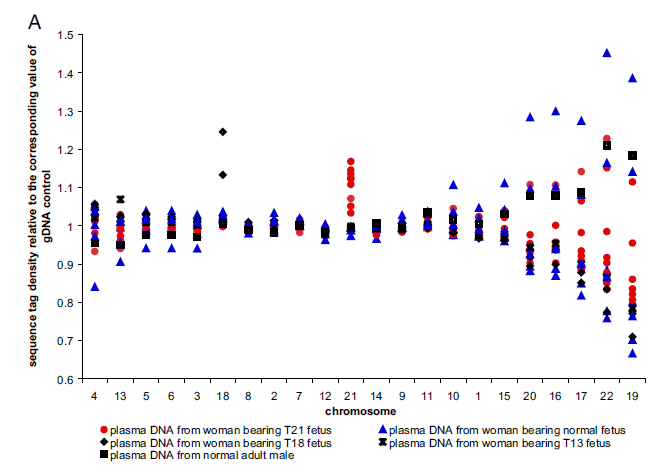 A
sequence tag density relative to the corresponding value of
gDNA control
1.5
1.4
1.3
1.2
1.1
1
0.9
0.8
0.7
0.6
4 13 5 6 3 18 8 2 7 12 21 14 9 11 10 1 15 20 16 17 22 19
chromosome
plasma DNA from woman bearing T21 fetus plasma DNA from woman bearing normal fetus
plasma DNA from woman bearing T18 fetus plasma DNA from woman bearing T13 fetus
plasma DNA from normal adult male